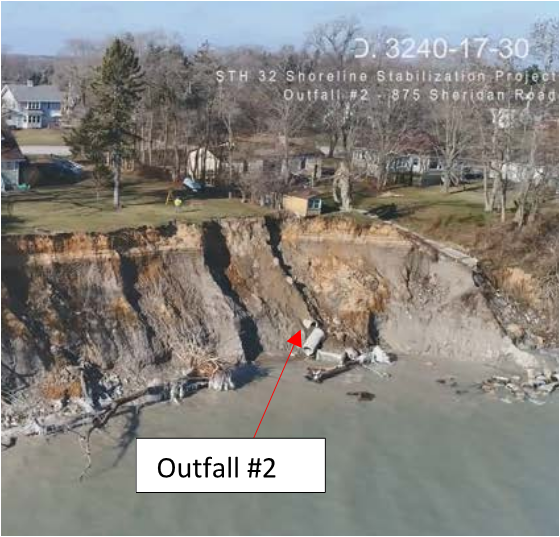 D. 3240-17-30
STH 32 Shoreline Stabilization Project
Outfall #2 - 875 Sheridan Road
Outfall #2